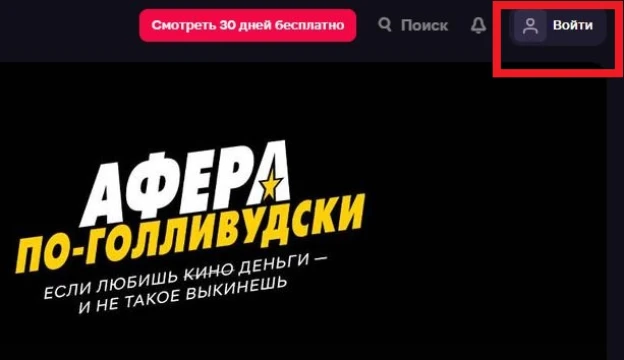 Смотреть 30 дней бесплатно Поиск Войти
АФЕРА
ПО-ГОЛЛИВУДСКИ
ЕСЛИ ЛЮБИШЬ КИНО ДЕНЬГИ —
И НЕ ТАКОЕ ВЫКИНЕШЬ